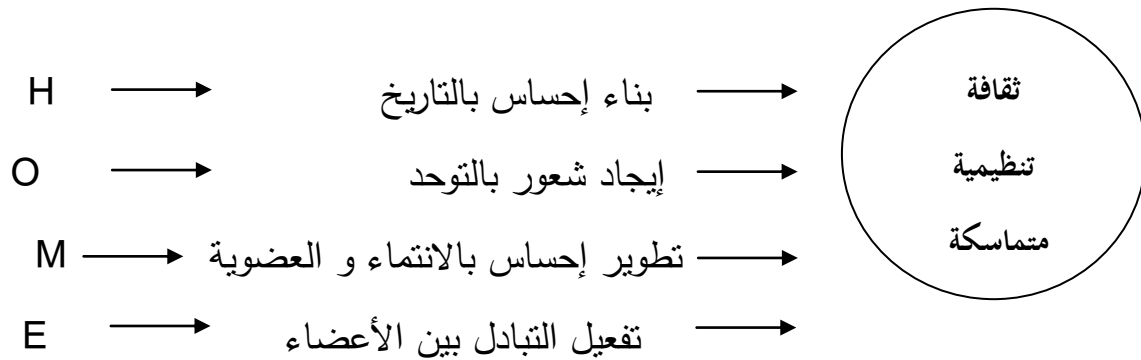 H بناء إحساس بالتاريخ
O إيجاد شعور بالتوحد
M تطوير إحساس بالانتماء و العضوية
E تفعيل التبادل بين الأعضاء
ثقافة
تنظيمية
متماسكة